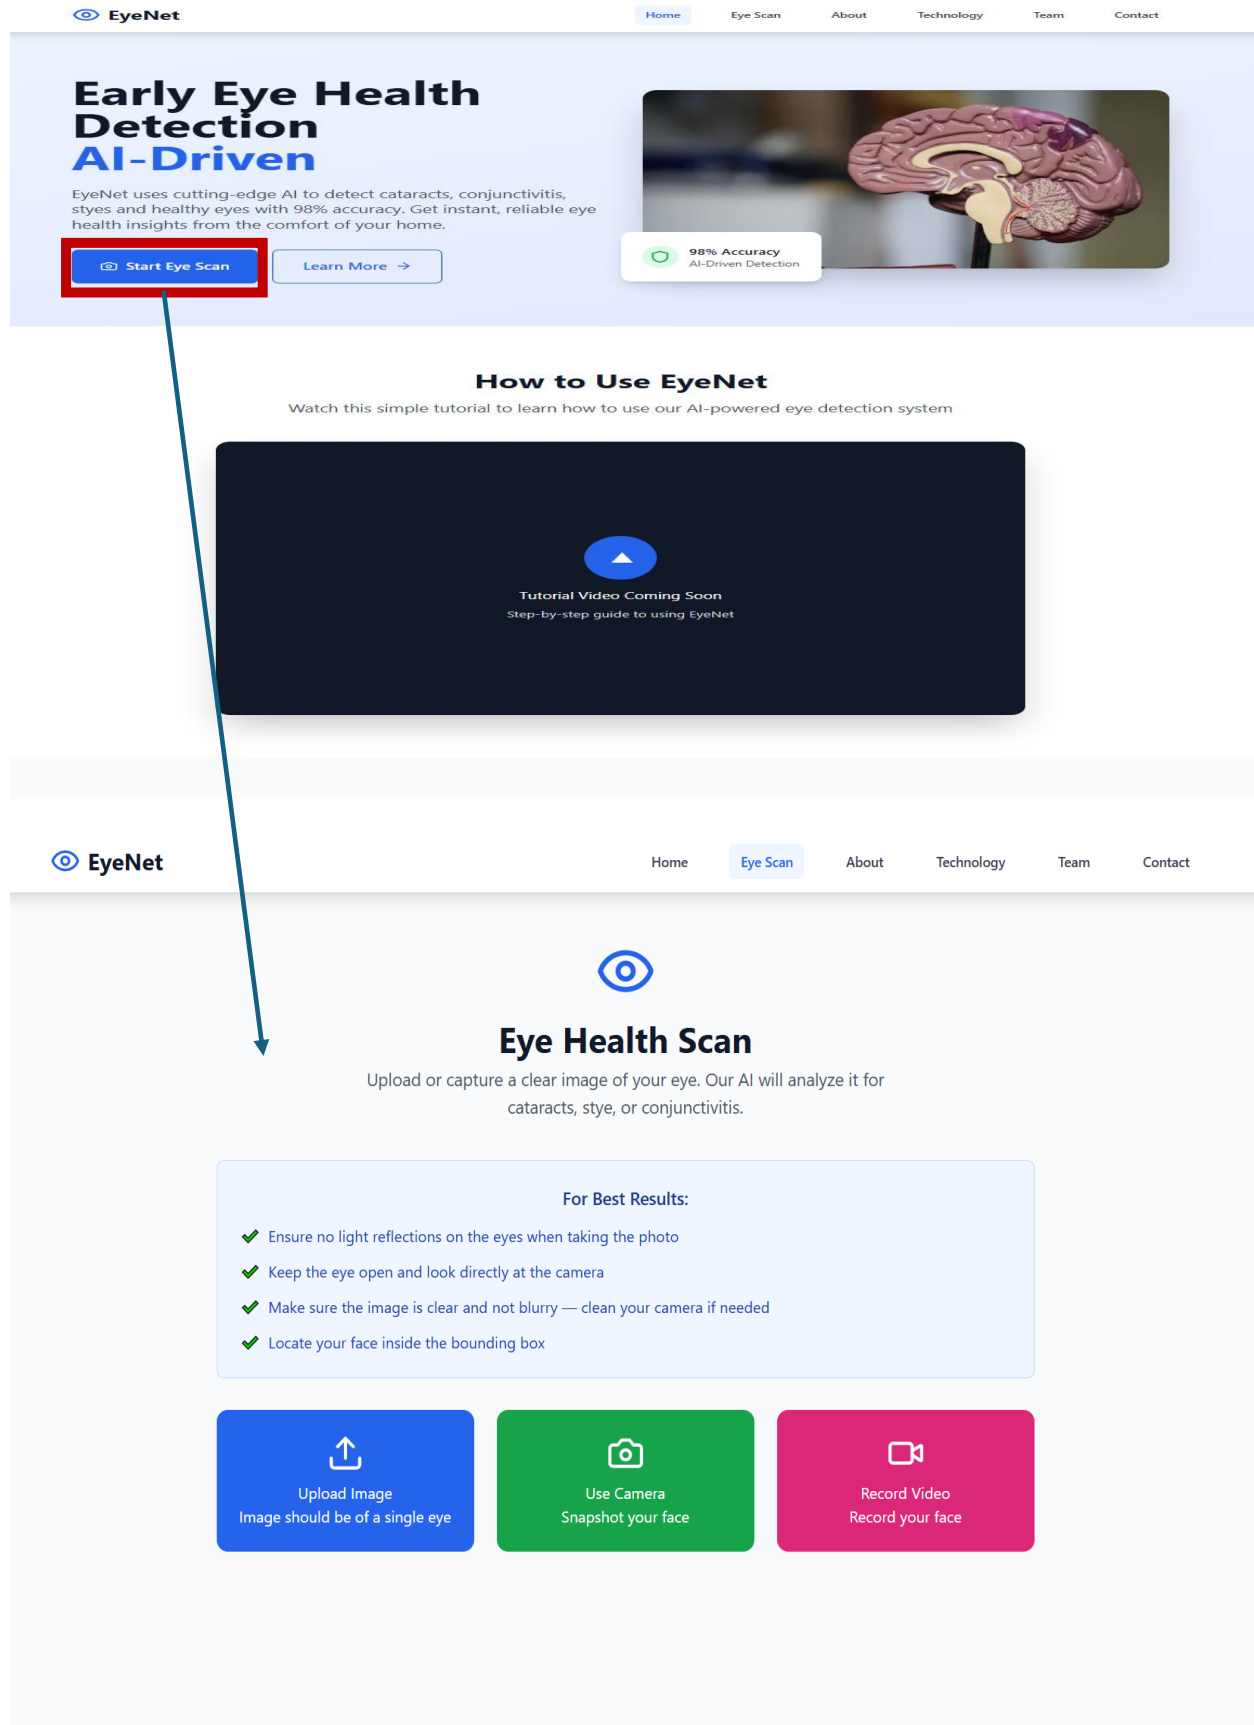 EyeNet
Home Eye Scan About Technology Team Contact
Early Eye Health
Detection
AI-Driven
EyeNet uses cutting-edge AI to detect cataracts, conjunctivitis,
styes and healthy eyes with 98% accuracy. Get instant, reliable eye
health insights from the comfort of your home.
Start Eye Scan
Learn More →
98% Accuracy
AI-Driven Detection
How to Use EyeNet
Watch this simple tutorial to learn how to use our AI-powered eye detection system
Tutorial Video Coming Soon
Step-by-step guide to using EyeNet
EyeNet
Home Eye Scan About Technology Team Contact
Eye Health Scan
Upload or capture a clear image of your eye. Our AI will analyze it for
cataracts, stye, or conjunctivitis.
For Best Results:
Ensure no light reflections on the eyes when taking the photo
Keep the eye open and look directly at the camera
Make sure the image is clear and not blurry — clean your camera if needed
Locate your face inside the bounding box
Upload Image
Image should be of a single eye
Use Camera
Snapshot your face
Record Video
Record your face